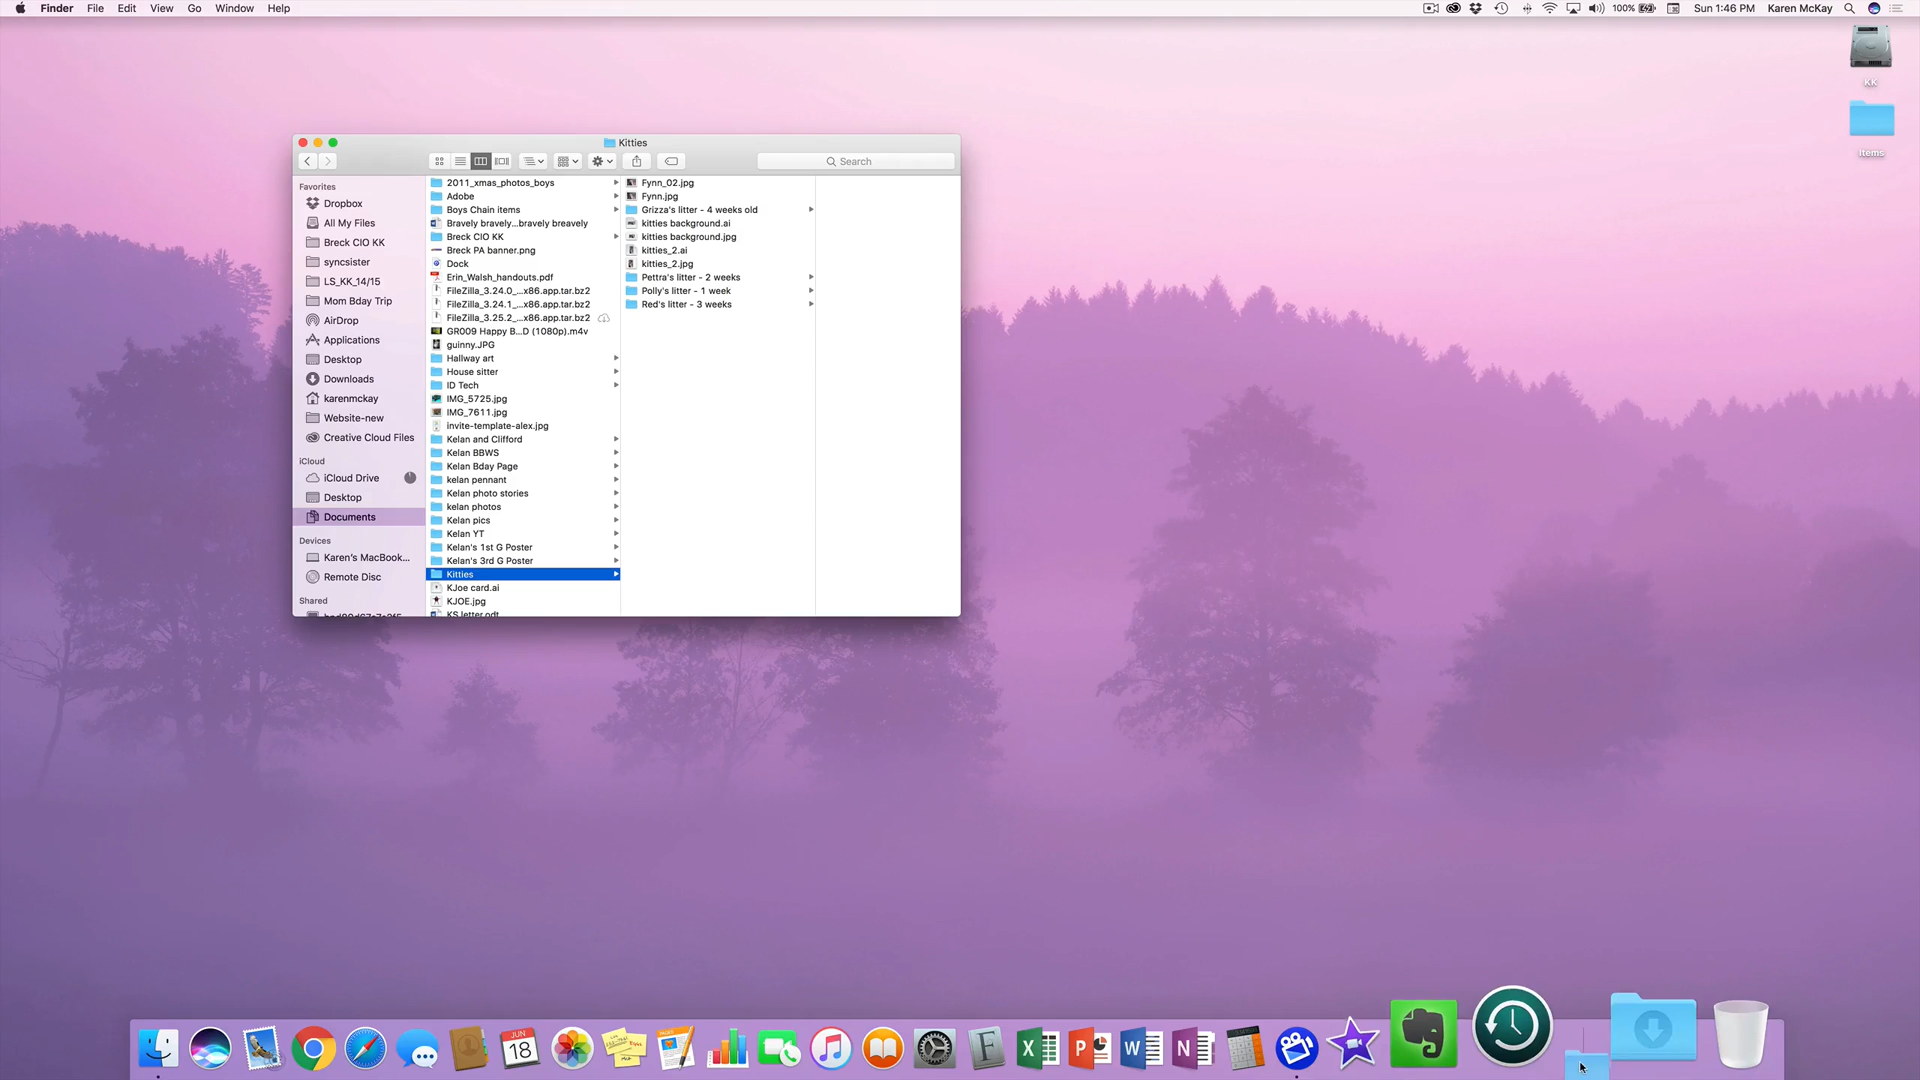 Finder File Edit View Go Window Help 100% Sun 1:46 PM Karen McKay
KK
items
Kitties
Search
Favorites
Dropbox
All My Files
Breck CIO KK
syncsister
LS_KK_14/15
Mom Bday Trip
AirDrop
Applications
Desktop
Downloads
karenmckay
Website-new
Creative Cloud Files
iCloud
iCloud Drive
Desktop
Documents
Devices
Karen's MacBook...
Remote Disc
Shared
2011_xmas_photos_boys
Adobe
Boys Chain items
Bravely bravely...bravely breavely
Breck CIO KK
Breck PA banner.png
Dock
Erin_Walsh_handouts.pdf
FileZilla_3.24.0_...x86.app.tar.bz2
FileZilla_3.24.1_...x86.app.tar.bz2
FileZilla_3.25.2_...x86.app.tar.bz2
GR009 Happy B...D (1080p).m4v
guinny.JPG
Hallway art
House sitter
ID Tech
IMG_5725.jpg
IMG_7611.jpg
invite-template-alex.jpg
Kelan and Clifford
Kelan BBWS
Kelan Bday Page
kelan pennant
Kelan photo stories
kelan photos
Kelan pics
Kelan YT
Kelan's 1st G Poster
Kelan's 3rd G Poster
Kitties
KJoe card.ai
KJOE.jpg
KS letter.odt
Fynn_02.jpg
Fynn.jpg
Grizza's litter - 4 weeks old
kitties background.ai
kitties background.jpg
kitties_2.ai
kitties_2.jpg
Pettra's litter - 2 weeks
Polly's litter - 1 week
Red's litter - 3 weeks
JUN
18
PAGES
F
X
P
W
N